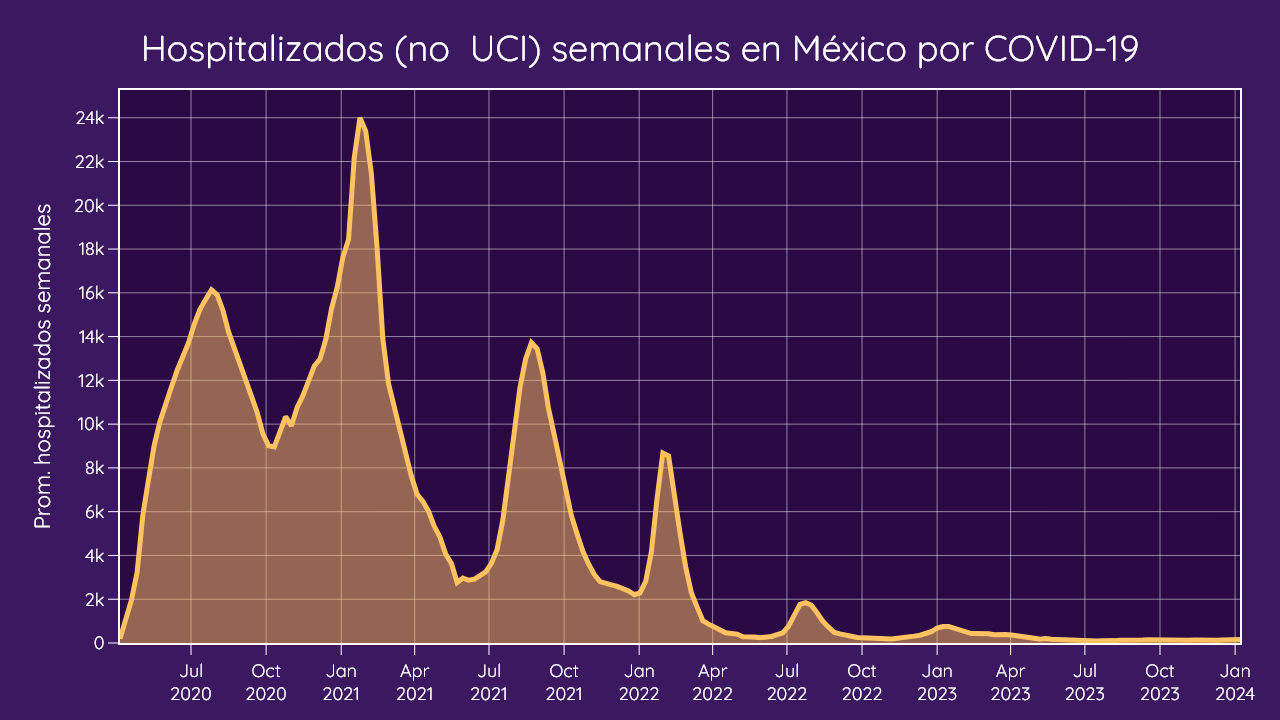 Hospitalizados (no  UCI) semanales en México por COVID-19
Prom. hospitalizados semanales
24k
22k
20k
18k
16k
14k
12k
10k
8k
6k
4k
2k
0
Jul Oct Jan Apr Jul Oct Jan Apr Jul Oct Jan Apr Jul Oct Jan
2020 2020 2021 2021 2021 2021 2022 2022 2022 2022 2023 2023 2023 2023 2024